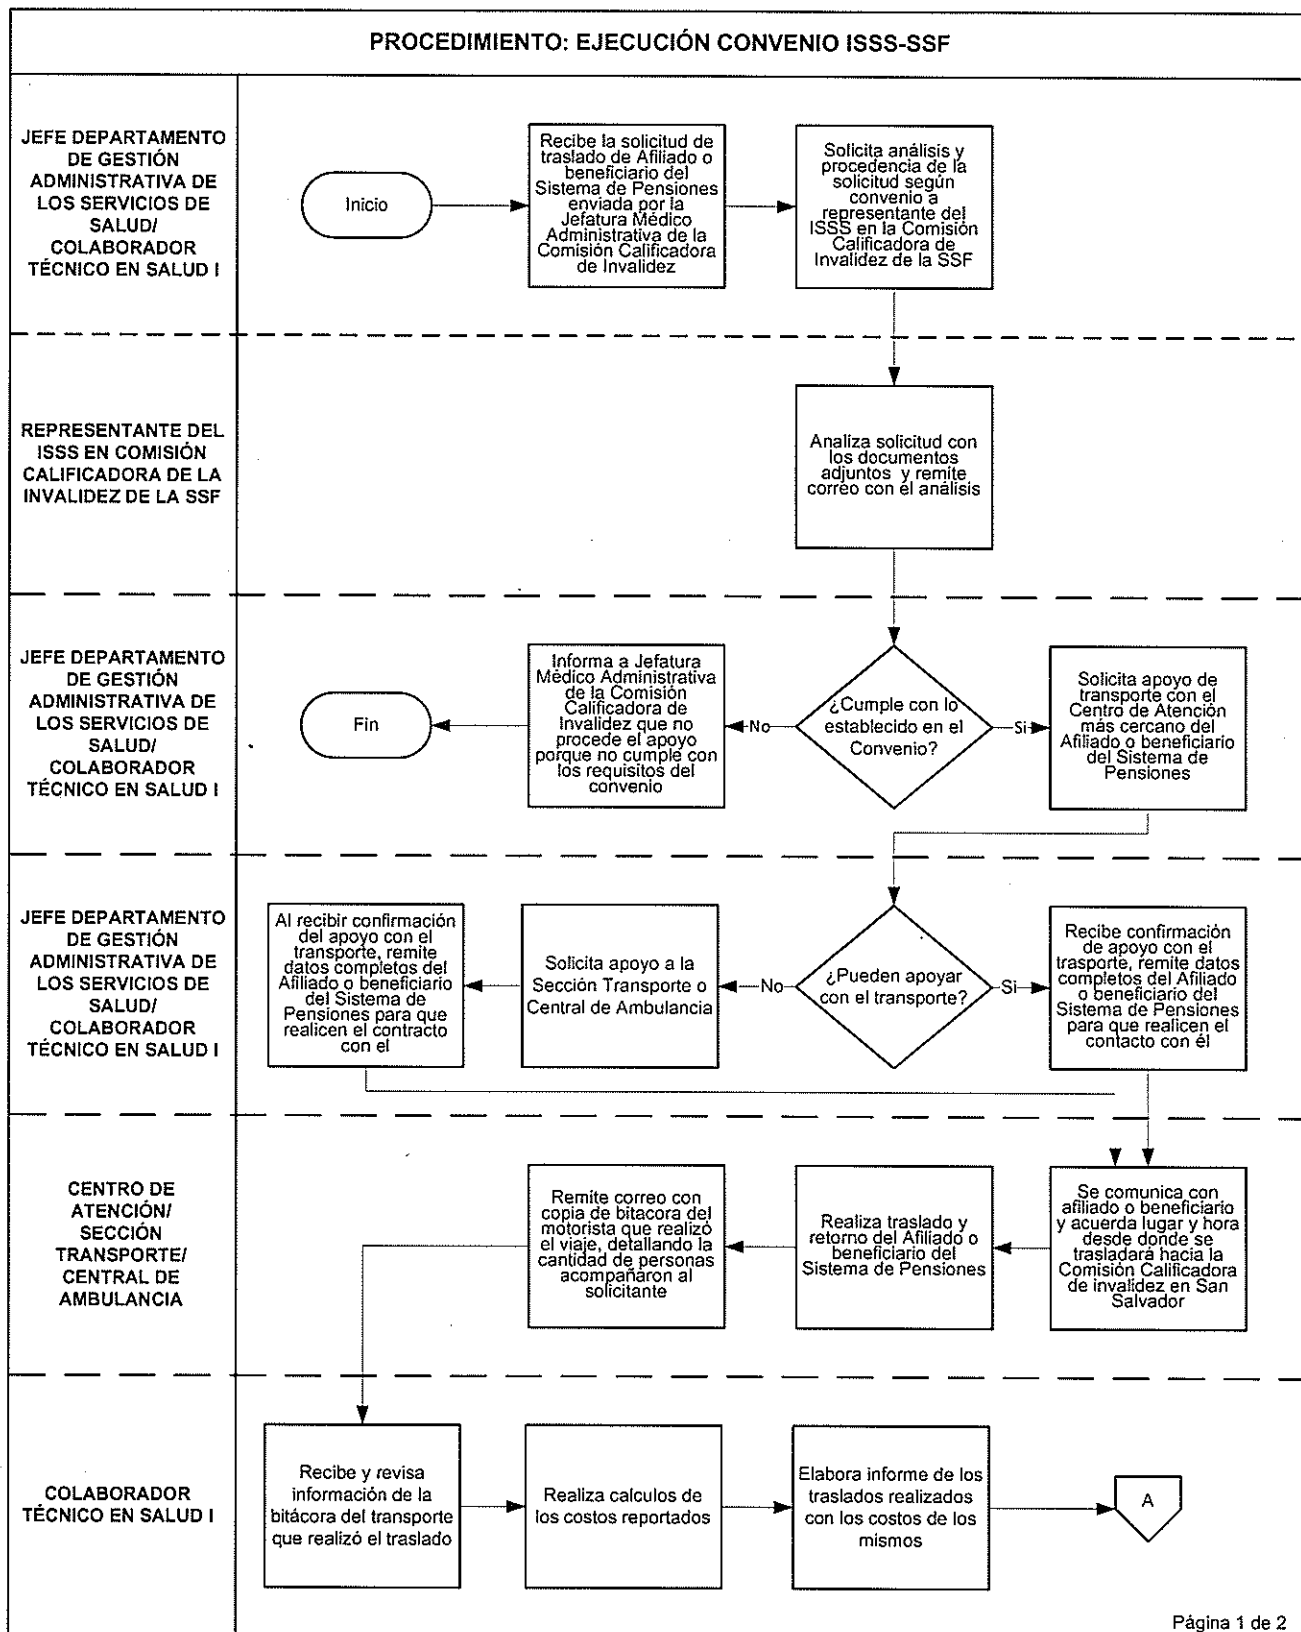 PROCEDIMIENTO: EJECUCIÓN CONVENIO ISSS-SSF
JEFE DEPARTAMENTO
DE GESTIÓN
ADMINISTRATIVA DE
LOS SERVICIOS DE
SALUD/
COLABORADOR
TÉCNICO EN SALUD I
Inicio
Recibe la solicitud de
traslado de Afiliado o
beneficiario del
Sistema de Pensiones
enviada por la
Jefatura Médico
Administrativa de la
Comisión Calificadora
de Invalidez
Solicita análisis y
procedencia de la
solicitud según
convenio a
representante del
ISSS en la Comisión
Calificadora de
Invalidez de la SSF
REPRESENTANTE DEL
ISSS EN COMISIÓN
CALIFICADORA DE LA
INVALIDEZ DE LA SSF
Analiza solicitud con
los documentos
adjuntos y remite
correo con el análisis
JEFE DEPARTAMENTO
DE GESTIÓN
ADMINISTRATIVA DE
LOS SERVICIOS DE
SALUD/
COLABORADOR
TÉCNICO EN SALUD I
Fin
Informa a Jefatura
Médico Administrativa
de la Comisión
Calificadora de
Invalidez que no
procede el apoyo
porque no cumple con
los requisitos del
convenio
No
¿Cumple con lo
establecido en el
Convenio?
Si
Solicita apoyo de
transporte con el
Centro de Atención
más cercano del
Afiliado o beneficiario
del Sistema de
Pensiones
JEFE DEPARTAMENTO
DE GESTIÓN
ADMINISTRATIVA DE
LOS SERVICIOS DE
SALUD/
COLABORADOR
TÉCNICO EN SALUD I
Al recibir confirmación
del apoyo con el
transporte, remite
datos completos del
Afiliado o beneficiario
del Sistema de
Pensiones para que
realicen el contracto
con el
Solicita apoyo a la
Sección Transporte o
Central de Ambulancia
No
¿Pueden apoyar
con el transporte?
Si
Recibe confirmación
de apoyo con el
trasporte, remite datos
completos del Afiliado
o beneficiario del
Sistema de Pensiones
para que realicen el
contacto con él
CENTRO DE
ATENCIÓN/
SECCIÓN
TRANSPORTE/
CENTRAL DE
AMBULANCIA
Remite correo con
copia de bitacora del
motorista que realizó
el viaje, detallando la
cantidad de personas
acompañaron al
solicitante
Realiza traslado y
retorno del Afiliado o
beneficiario del
Sistema de Pensiones
Se comunica con
afiliado o beneficiario
y acuerda lugar y hora
desde donde se
trasladará hacia la
Comisión Calificadora
de invalidez en San
Salvador
COLABORADOR
TÉCNICO EN SALUD I
Recibe y revisa
información de la
bitácora del transporte
que realizó el traslado
Realiza calculos de
los costos reportados
Elabora informe de los
traslados realizados
con los costos de los
mismos
A
Página 1 de 2